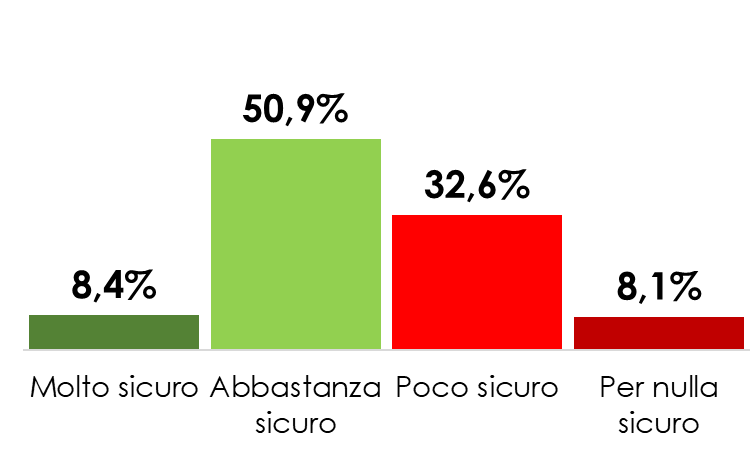 50,9%
32,6%
8,4%
8,1%
Molto sicuro
Abbastanza
sicuro
Poco sicuro
Per nulla
sicuro